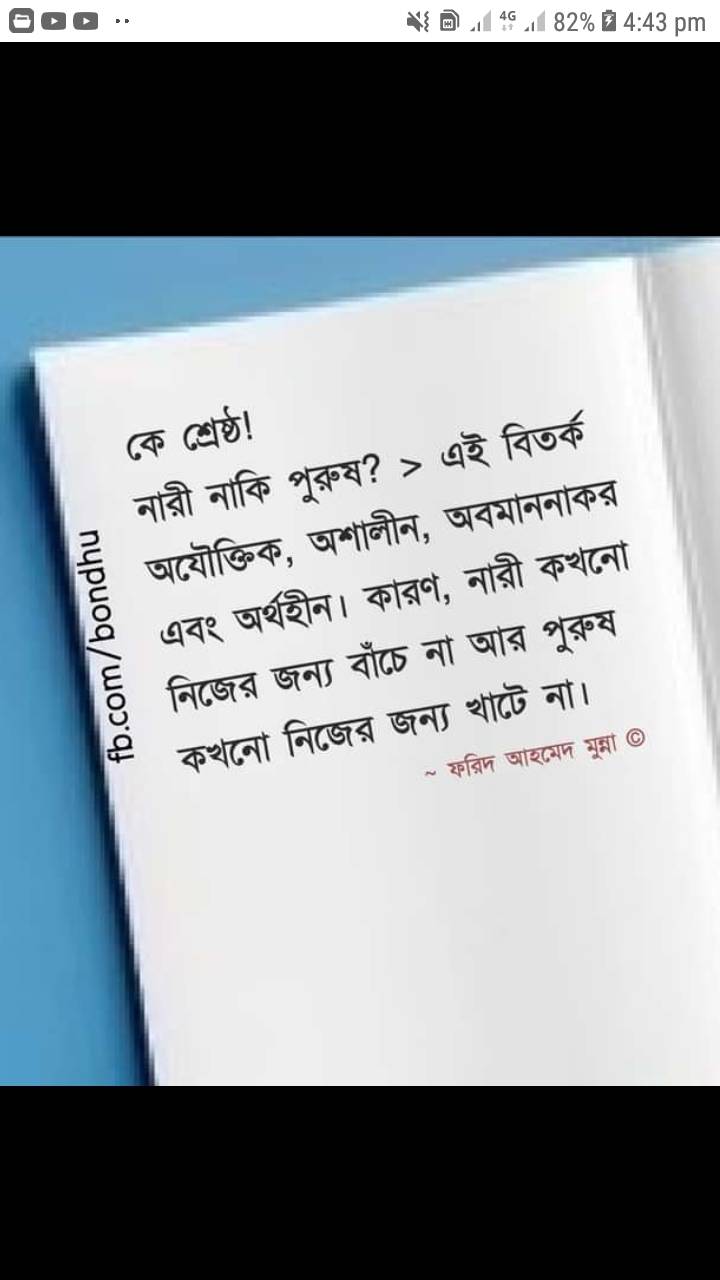 4G 82% 4:43 pm
কে শ্রেষ্ঠ!
নারী নাকি পুরুষ? > এই বিতর্ক
অযৌক্তিক, অশালীন, অবমাননাকর
এবং অর্থহীন। কারণ, নারী কখনো
নিজের জন্য বাঁচে না আর পুরুষ
কখনো নিজের জন্য খাটে না।
~ ফরিদ আহমেদ মুন্না ©
fb.com/bondhu